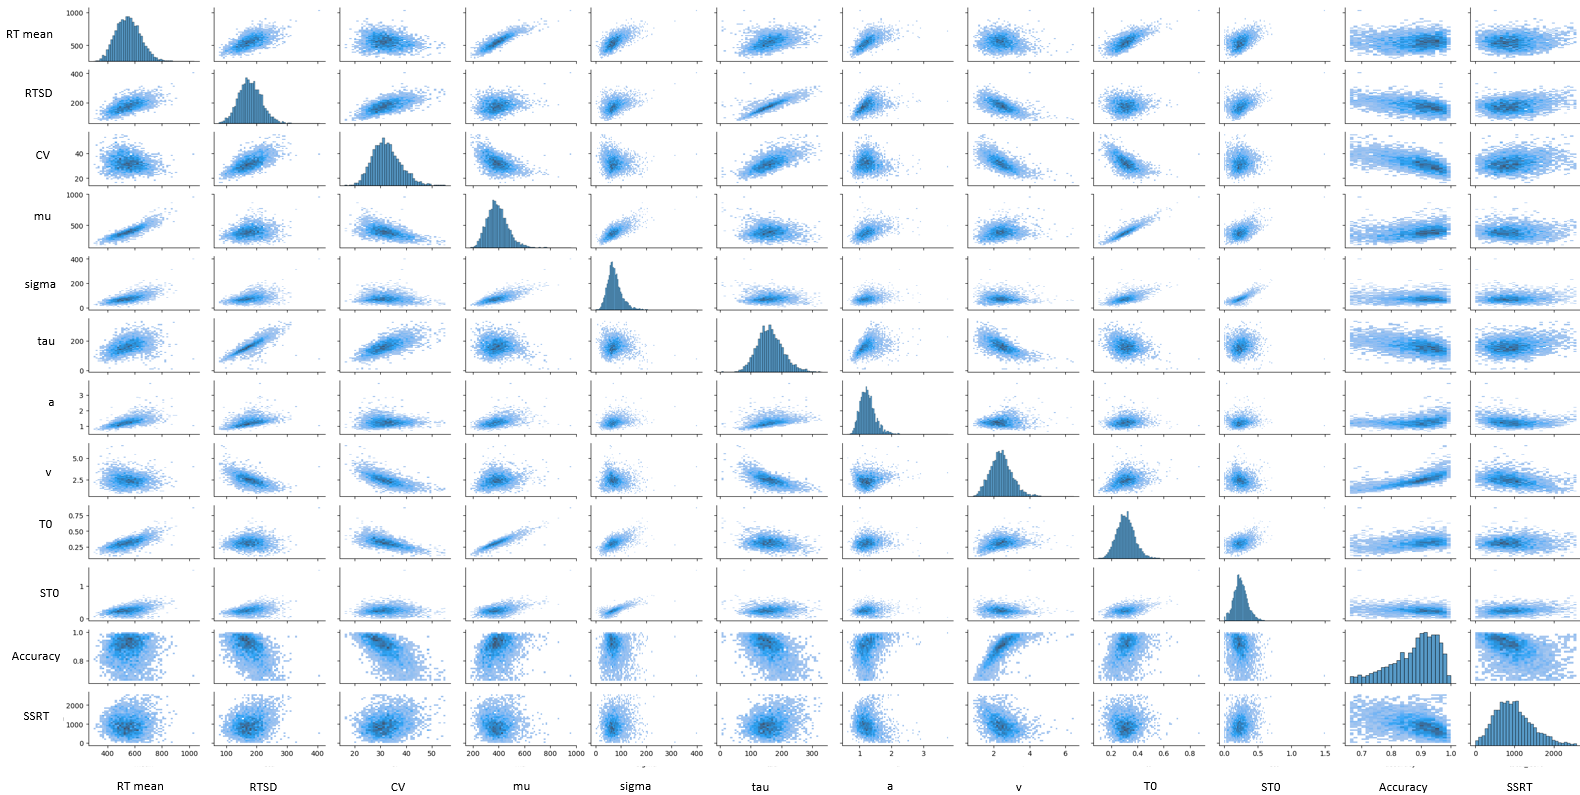 RT mean 1000 500
RTSD 400 200
CV 40 20
mu 1000 500
sigma 400 200 0
tau 200 0
a 3 2 1
v 5.0 2.5
T0 0.75 0.50 0.25
ST0 1 0
Accuracy 1.0 0.8
SSRT 2000 1000 0
400 600 800 1000 100 200 300 400 20 30 40 50 200 400 600 800 1000 0 100 200 300 400 0 100 200 300 1 2 3 2 4 6 0.2 0.4 0.6 0.8 0.0 0.5 1.0 1.5 0.7 0.8 0.9 1.0 0 1000 2000
RT mean RTSD CV mu sigma tau a v T0 ST0 Accuracy SSRT